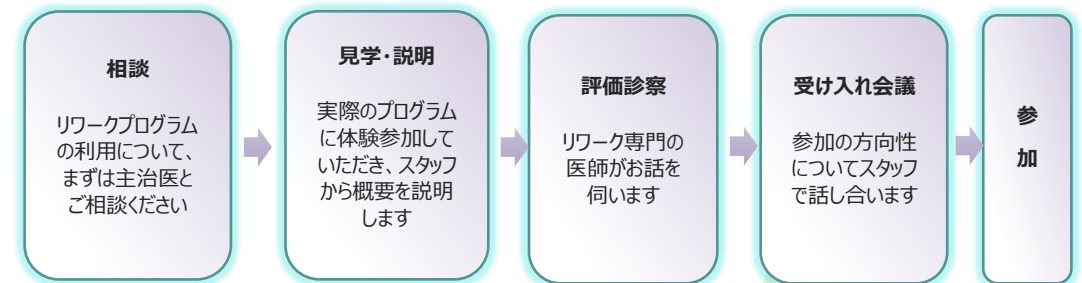 相談
リワークプログラム
の利用について、
まずは主治医と
ご相談ください
見学・説明
実際のプログラム
に体験参加して
いただき、スタッフ
から概要を説明
します
評価診察
リワーク専門の
医師がお話を
伺います
受け入れ会議
参加の方向性
についてスタッフ
で話し合います
参
加